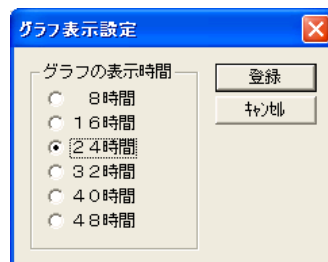 グラフ表示設定
グラフの表示時間
8時間
16時間
24時間
32時間
40時間
48時間
登録
ｷｬﾝｾﾙ